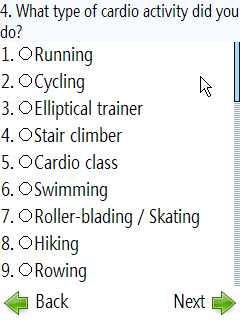 4. What type of cardio activity did you
do?
1. Running
2. Cycling
3. Elliptical trainer
4. Stair climber
5. Cardio class
6. Swimming
7. Roller-blading / Skating
8. Hiking
9. Rowing
Back Next